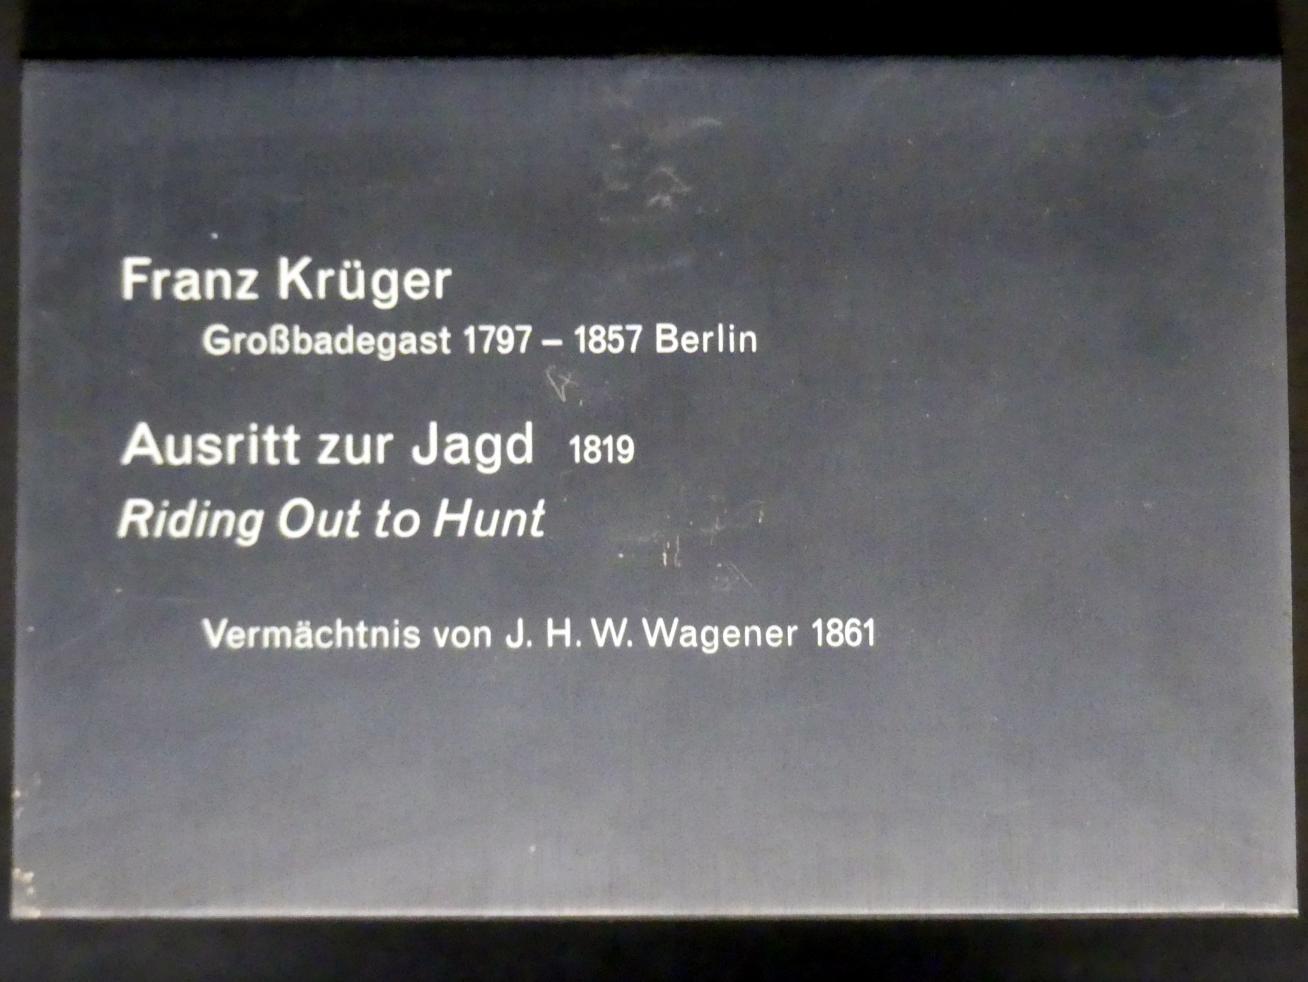 Franz Krüger
Großbadegast 1797 – 1857 Berlin
Ausritt zur Jagd 1819
Riding Out to Hunt
Vermächtnis von J. H. W. Wagener 1861